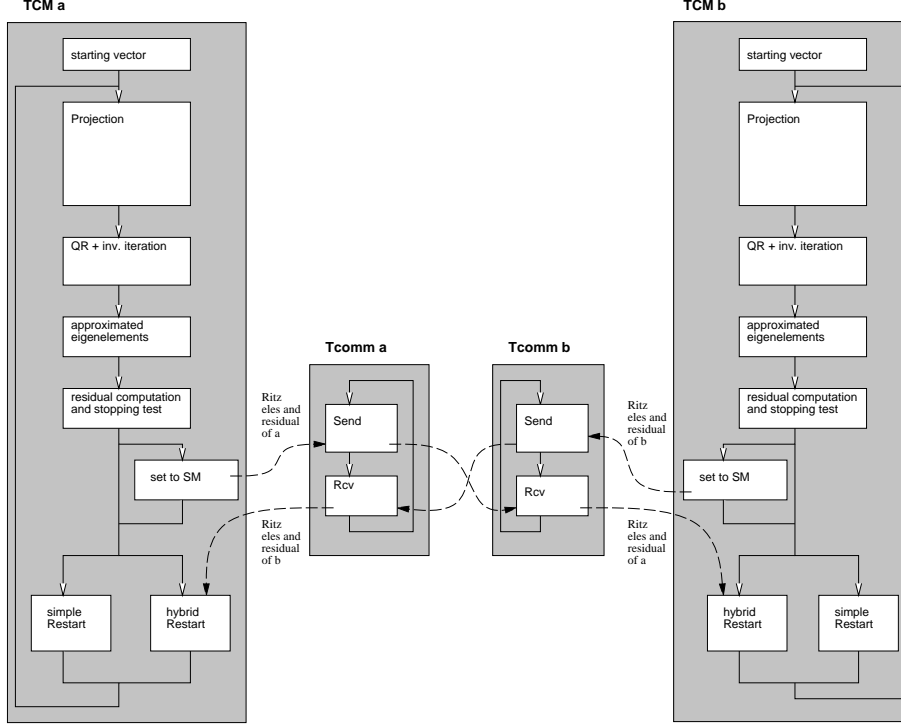 TCM a
starting vector
Projection
QR + inv. iteration
approximated
eigenelements
residual computation
and stopping test
set to SM
simple
Restart
hybrid
Restart
Ritz
eles and
residual
of a
Ritz
eles and
residual
of b
Tcomm a
Send
Rcv
Tcomm b
Send
Rcv
Ritz
eles and
residual
of b
Ritz
eles and
residual
of a
TCM b
starting vector
Projection
QR + inv. iteration
approximated
eigenelements
residual computation
and stopping test
set to SM
hybrid
Restart
simple
Restart